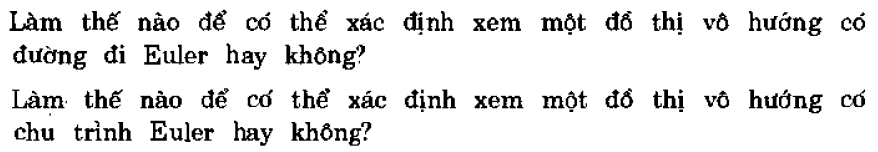 Làm thế nào để có thể xác định xem một đồ thị vô hướng có
đường đi Euler hay không?
Làm thế nào để có thể xác định xem một đồ thị vô hướng có
chu trình Euler hay không?